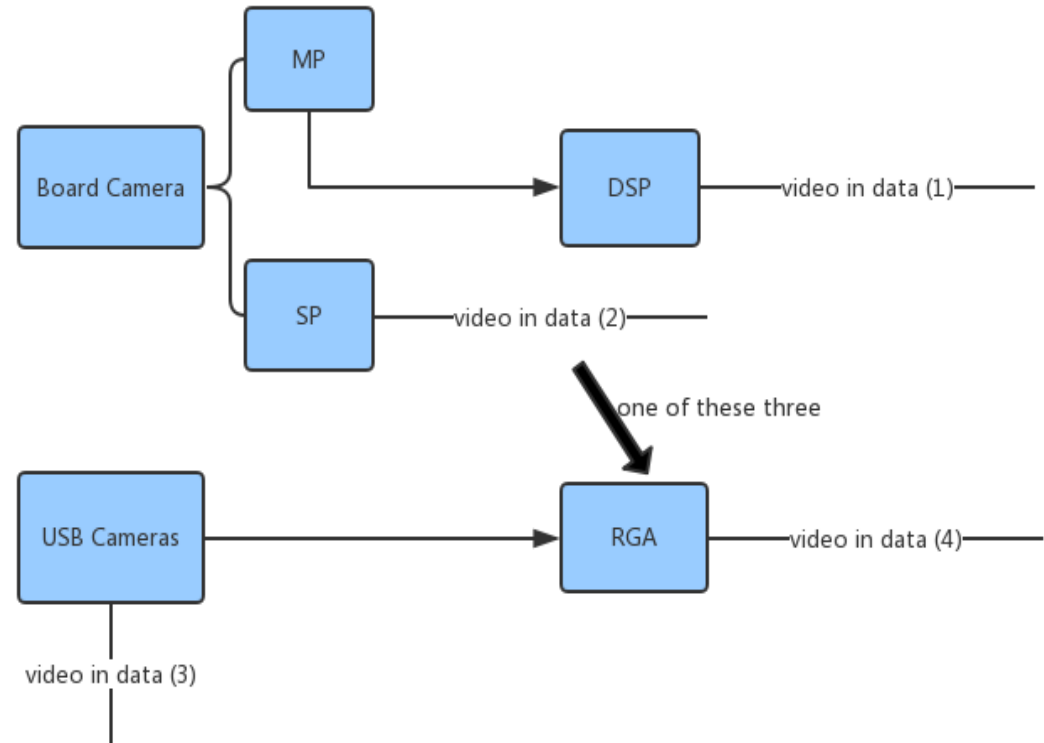 MP
Board Camera
DSP
video in data (1)
SP
video in data (2)
one of these three
USB Cameras
RGA
video in data (4)
video in data (3)